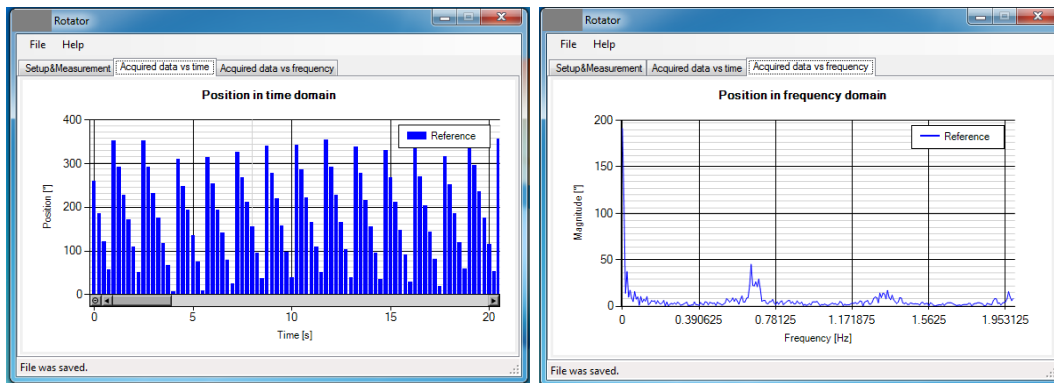 Rotator
File Help
Setup&Measurement Acquired data vs time Acquired data vs frequency
Position in time domain
Reference
400
300
200
100
0
Position [°]
0 5 10 15 20
Time [s]
File was saved.
Rotator
File Help
Setup&Measurement Acquired data vs time Acquired data vs frequency
Position in frequency domain
Reference
200
150
100
50
0
Magnitude [°]
0 0.390625 0.78125 1.171875 1.5625 1.953125
Frequency [Hz]
File was saved.